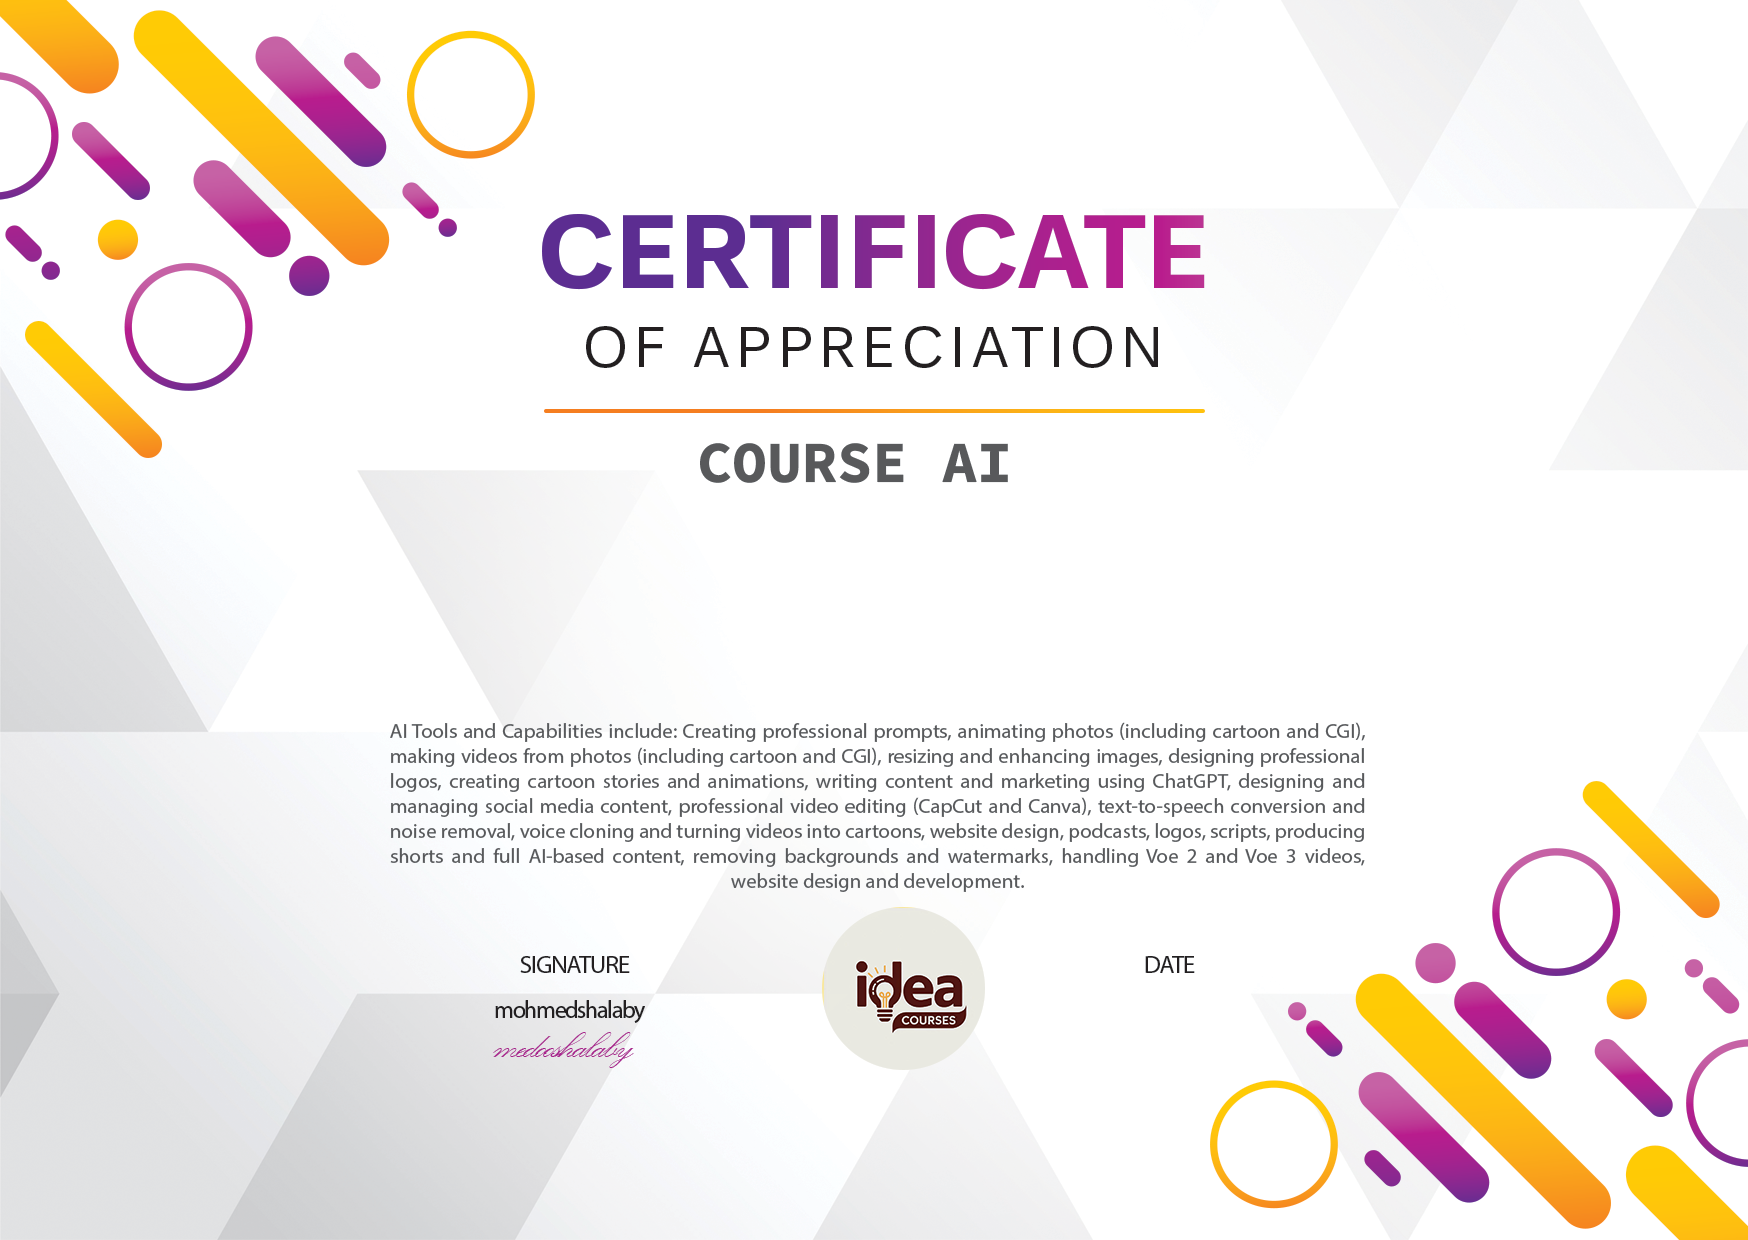 CERTIFICATE
OF APPRECIATION
COURSE AI
AI Tools and Capabilities include: Creating professional prompts, animating photos (including cartoon and CGI),
making videos from photos (including cartoon and CGI), resizing and enhancing images, designing professional
logos, creating cartoon stories and animations, writing content and marketing using ChatGPT, designing and
managing social media content, professional video editing (CapCut and Canva), text-to-speech conversion and
noise removal, voice cloning and turning videos into cartoons, website design, podcasts, logos, scripts, producing
shorts and full AI-based content, removing backgrounds and watermarks, handling Voe 2 and Voe 3 videos,
website design and development.
SIGNATURE
mohmedshalaby
medooshalaby
idea
COURSES
DATE